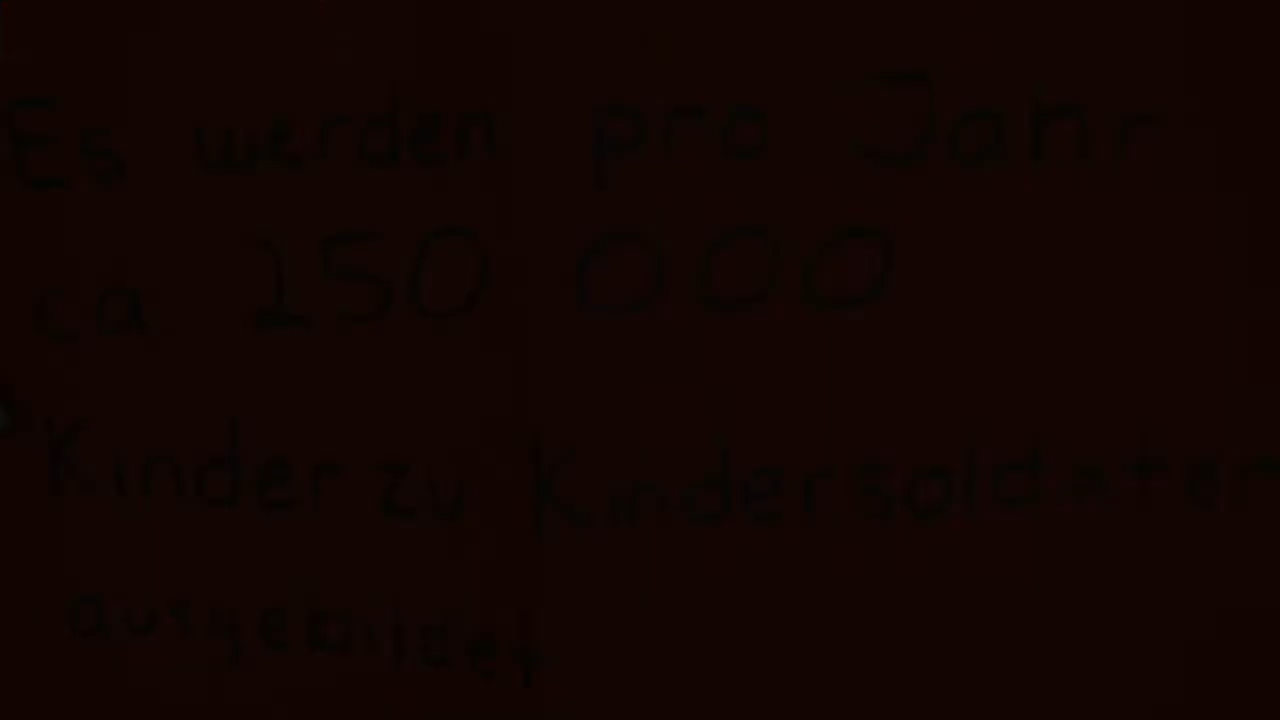 Es werden pro Jahr
ca 150 000
Kinder zu Kindersoldaten
ausgebildet